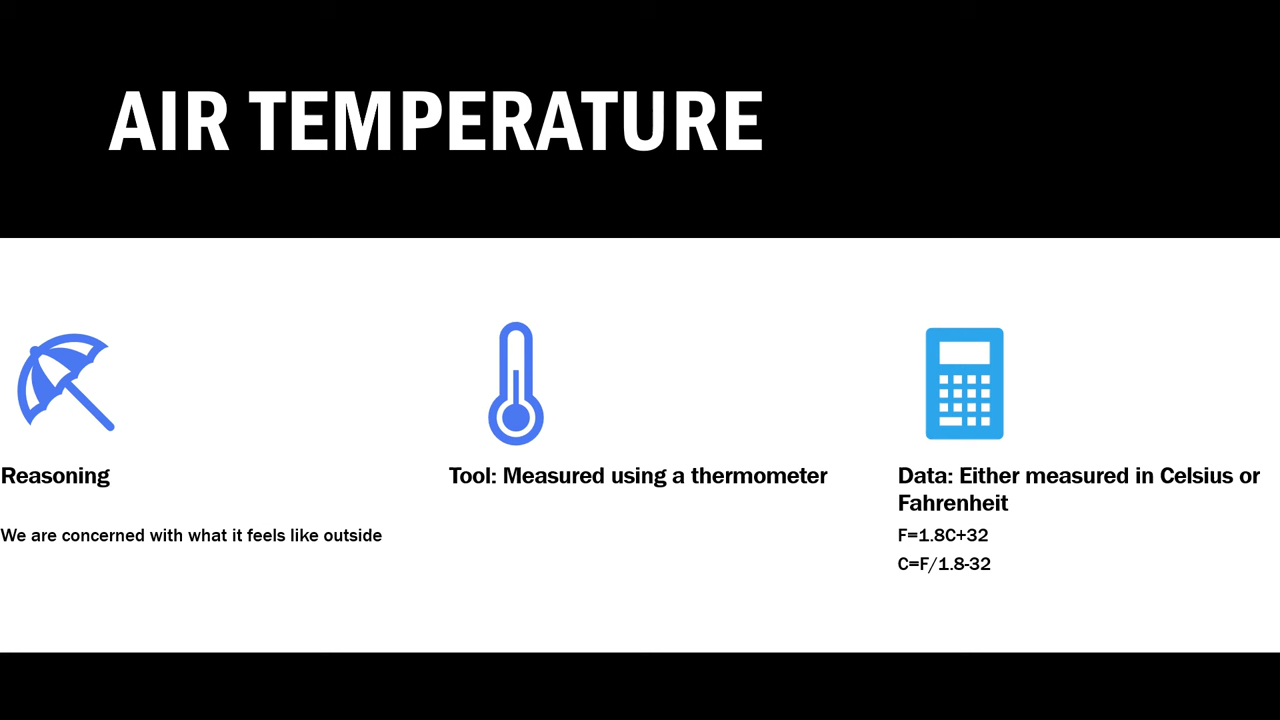 AIR TEMPERATURE
Reasoning
We are concerned with what it feels like outside
Tool: Measured using a thermometer
Data: Either measured in Celsius or
Fahrenheit
F=1.8C+32
C=F/1.8-32